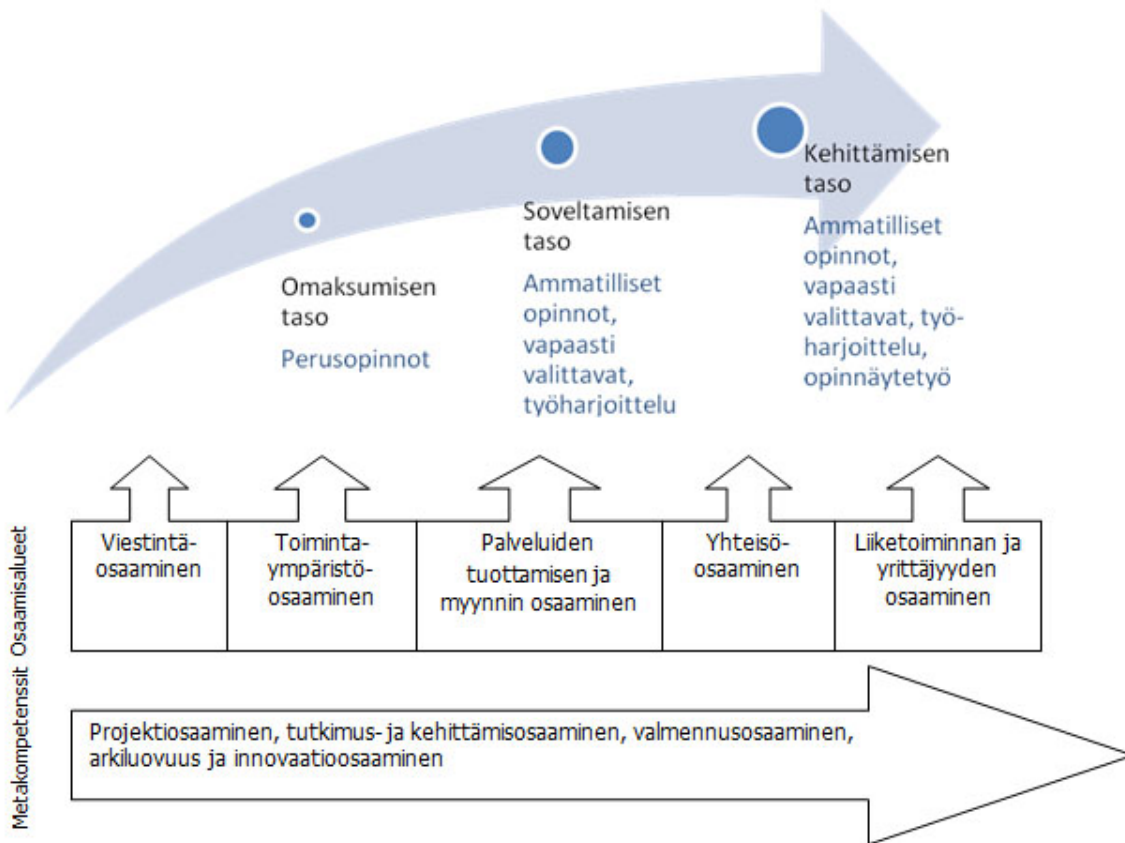 Omaksumisen
taso
Perusopinnot
Soveltamisen
taso
Ammatilliset
opinnot,
vapaasti
valittavat,
työharjoittelu
Kehittämisen
taso
Ammatilliset
opinnot,
vapaasti
valittavat, työ-
harjoittelu,
opinnäytetyö
Metakompetenssit Osaamisalueet
Viestintä-
osaaminen
Toiminta-
ympäristö-
osaaminen
Palveluiden
tuottamisen ja
myynnin osaaminen
Yhteisö-
osaaminen
Liiketoiminnan ja
yrittäjyyden
osaaminen
Projektiosaaminen, tutkimus- ja kehittämisosaaminen, valmennusosaaminen,
arkiluovuus ja innovaatioosaaminen